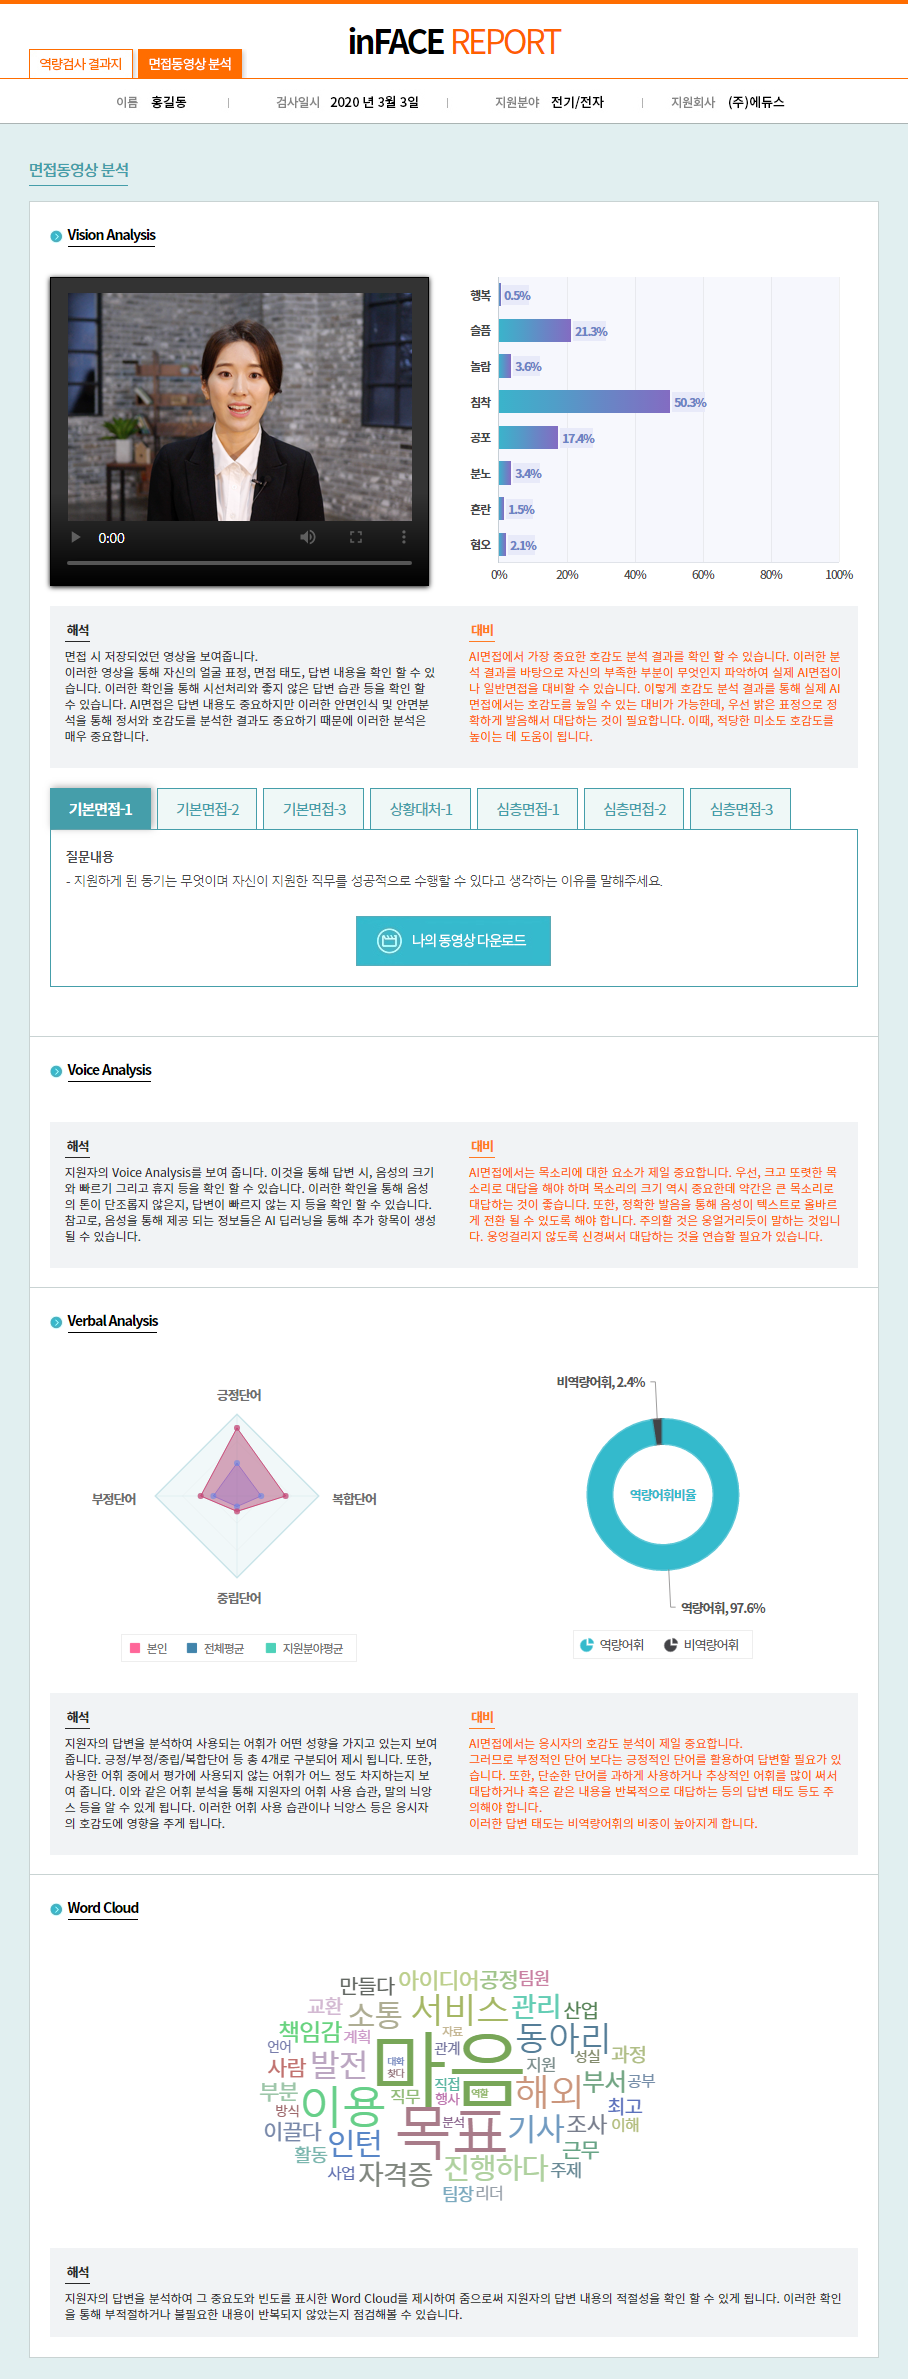 inFACE REPORT
역량검사 결과지
면접동영상 분석
이름 홍길동
검사일시 2020 년 3월 3일
지원분야 전기/전자
지원회사 (주)에듀스
면접동영상 분석
Vision Analysis
0:00
행복 0.5%
슬픔 21.3%
놀람 3.6%
침착 50.3%
공포 17.4%
분노 3.4%
혼란 1.5%
혐오 2.1%
0% 20% 40% 60% 80% 100%
해석
면접 시 저장되었던 영상을 보여줍니다.
이러한 영상을 통해 자신의 얼굴 표정, 면접 태도, 답변 내용을 확인 할 수 있
습니다. 이러한 확인을 통해 시선처리와 좋지 않은 답변 습관 등을 확인 할
수 있습니다. AI면접은 답변 내용도 중요하지만 이러한 안면인식 및 안면분
석을 통해 정서와 호감도를 분석한 결과도 중요하기 때문에 이러한 분석은
매우 중요합니다.
대비
AI면접에서 가장 중요한 호감도 분석 결과를 확인 할 수 있습니다. 이러한 분
석 결과를 바탕으로 자신의 부족한 부분이 무엇인지 파악하여 실제 AI면접이
나 일반면접을 대비할 수 있습니다. 이렇게 호감도 분석 결과를 통해 실제 AI
면접에서는 호감도를 높일 수 있는 대비가 가능한데, 우선 밝은 표정으로 정
확하게 발음해서 대답하는 것이 필요합니다. 이때, 적당한 미소도 호감도를
높이는 데 도움이 됩니다.
기본면접-1
기본면접-2
기본면접-3
상황대처-1
심층면접-1
심층면접-2
심층면접-3
질문내용
- 지원하게 된 동기는 무엇이며 자신이 지원한 직무를 성공적으로 수행할 수 있다고 생각하는 이유를 말해주세요.
나의 동영상 다운로드
Voice Analysis
해석
지원자의 Voice Analysis를 보여 줍니다. 이것을 통해 답변 시, 음성의 크기
와 빠르기 그리고 휴지 등을 확인 할 수 있습니다. 이러한 확인을 통해 음성
의 톤이 단조롭지 않은지, 답변이 빠르지 않는 지 등을 확인 할 수 있습니다.
참고로, 음성을 통해 제공 되는 정보들은 AI 딥러닝을 통해 추가 항목이 생성
될 수 있습니다.
대비
AI면접에서는 목소리에 대한 요소가 제일 중요합니다. 우선, 크고 또렷한 목
소리로 대답을 해야 하며 목소리의 크기 역시 중요한데 약간은 큰 목소리로
대답하는 것이 좋습니다. 또한, 정확한 발음을 통해 음성이 텍스트로 올바르
게 전환 될 수 있도록 해야 합니다. 주의할 것은 웅얼거리듯이 말하는 것입니
다. 웅엉걸리지 않도록 신경써서 대답하는 것을 연습할 필요가 있습니다.
Verbal Analysis
긍정단어
부정단어
복합단어
중립단어
본인 전체평균 지원분야평균
비역량어휘, 2.4%
역량어휘비율
역량어휘, 97.6%
역량어휘 비역량어휘
해석
지원자의 답변을 분석하여 사용되는 어휘가 어떤 성향을 가지고 있는지 보여
줍니다. 긍정/부정/중립/복합단어 등 총 4개로 구분되어 제시 됩니다. 또한,
사용한 어휘 중에서 평가에 사용되지 않는 어휘가 어느 정도 차지하는지 보
여 줍니다. 이와 같은 어휘 분석을 통해 지원자의 어휘 사용 습관, 말의 늬앙
스 등을 알 수 있게 됩니다. 이러한 어휘 사용 습관이나 늬앙스 등은 응시자
의 호감도에 영향을 주게 됩니다.
대비
AI면접에서는 응시자의 호감도 분석이 제일 중요합니다.
그러므로 부정적인 단어 보다는 긍정적인 단어를 활용하여 답변할 필요가 있
습니다. 또한, 단순한 단어를 과하게 사용하거나 추상적인 어휘를 많이 써서
대답하거나 혹은 같은 내용을 반복적으로 대답하는 등의 답변 태도 등도 주
의해야 합니다.
이러한 답변 태도는 비역량어휘의 비중이 높아지게 합니다.
Word Cloud
만들다 아이디어 공정 팀원
교환 소통 서비스 관리 산업
책임감 계획 자료 동아리
언어 관계 성실 과정
사람 발전 대화 마음 지원
찾다 직접 해외 부서 공부
부분 이용 직무 행사 역할 최고
방식 목표 분석 기사 조사 이해
이끌다 인턴 근무
활동 진행하다 주제
사업 자격증
팀장 리더
해석
지원자의 답변을 분석하여 그 중요도와 빈도를 표시한 Word Cloud를 제시하여 줌으로써 지원자의 답변 내용의 적절성을 확인 할 수 있게 됩니다. 이러한 확인
을 통해 부적절하거나 불필요한 내용이 반복되지 않았는지 점검해볼 수 있습니다.